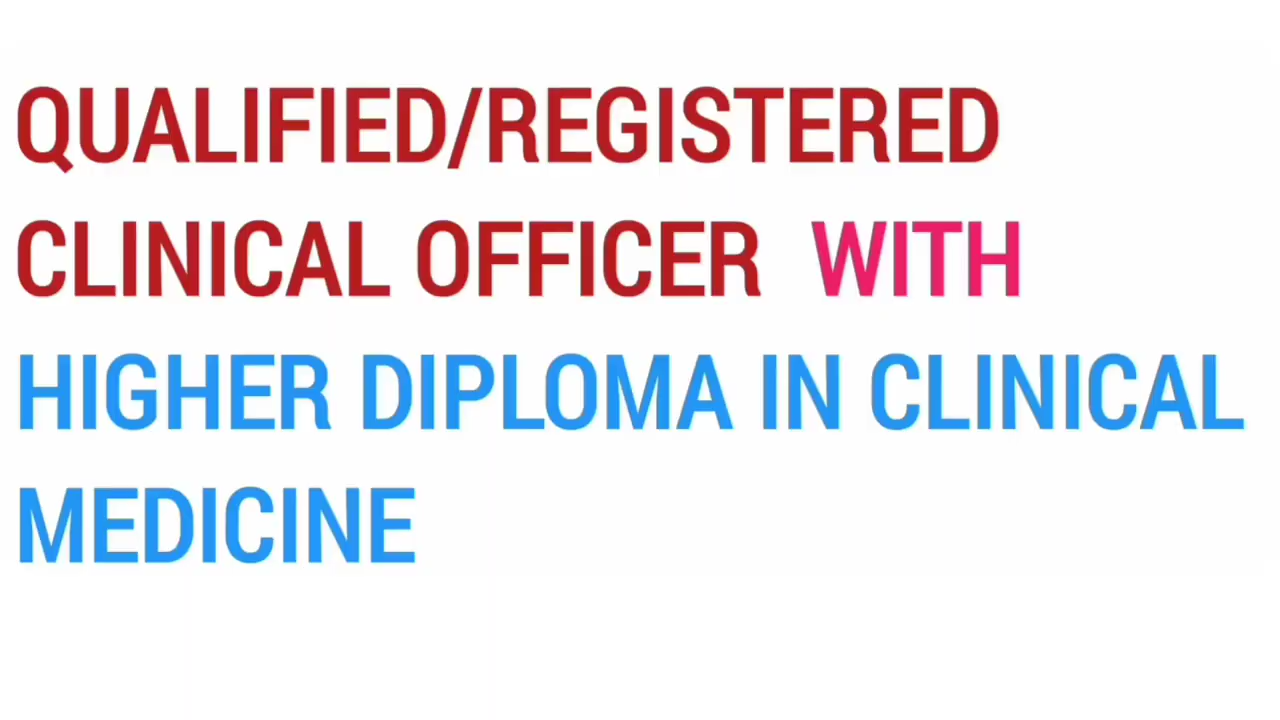 QUALIFIED/REGISTERED
CLINICAL OFFICER WITH
HIGHER DIPLOMA IN CLINICAL
MEDICINE